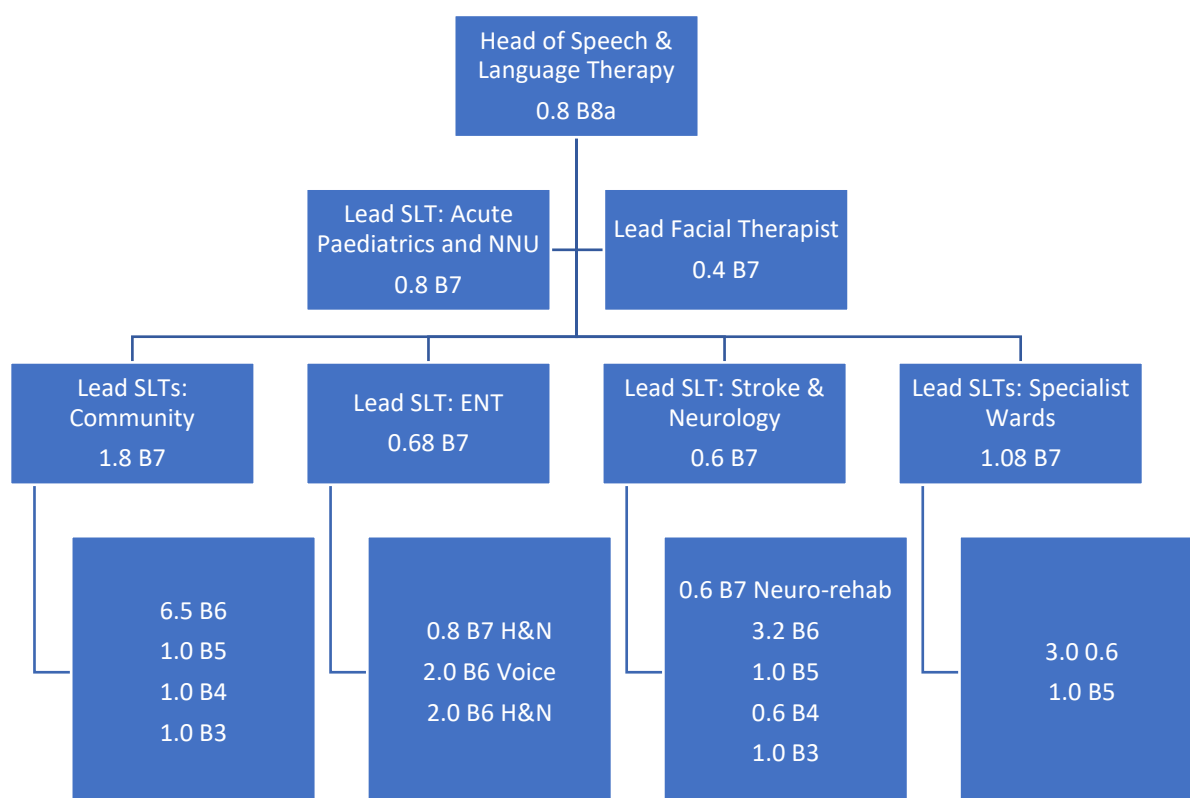 Head of Speech &
Language Therapy
0.8 B8a
Lead SLT: Acute
Paediatrics and NNU
0.8 B7
Lead Facial Therapist
0.4 B7
Lead SLTs:
Community
1.8 B7
Lead SLT: ENT
0.68 B7
Lead SLT: Stroke &
Neurology
0.6 B7
Lead SLTs: Specialist
Wards
1.08 B7
6.5 B6
1.0 B5
1.0 B4
1.0 B3
0.8 B7 H&N
2.0 B6 Voice
2.0 B6 H&N
0.6 B7 Neuro-rehab
3.2 B6
1.0 B5
0.6 B4
1.0 B3
3.0 0.6
1.0 B5